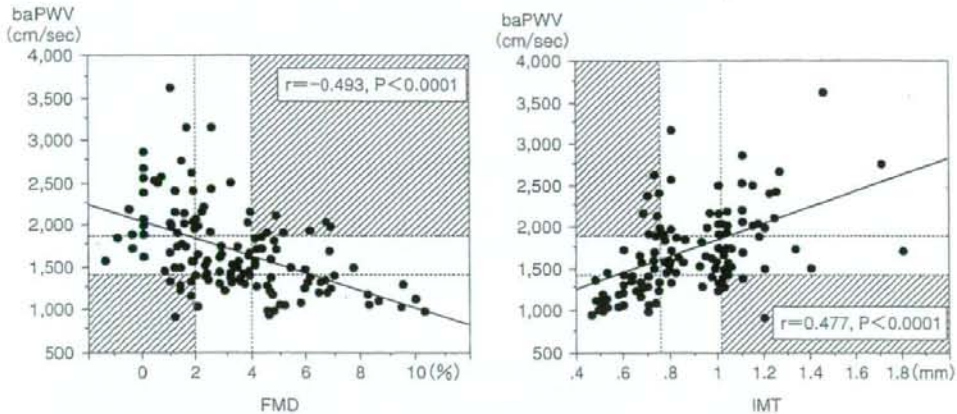 baPWV
(cm/sec)
4,000
3,500
3,000
2,500
2,000
1,500
1,000
500
r=-0.493, P<0.0001
0 2 4 6 8 10(%)
FMD
baPWV
(cm/sec)
4,000
3,500
3,000
2,500
2,000
1,500
1,000
500
r=0.477, P<0.0001
.4 .6 .8 1 1.2 1.4 1.6 1.8 (mm)
IMT